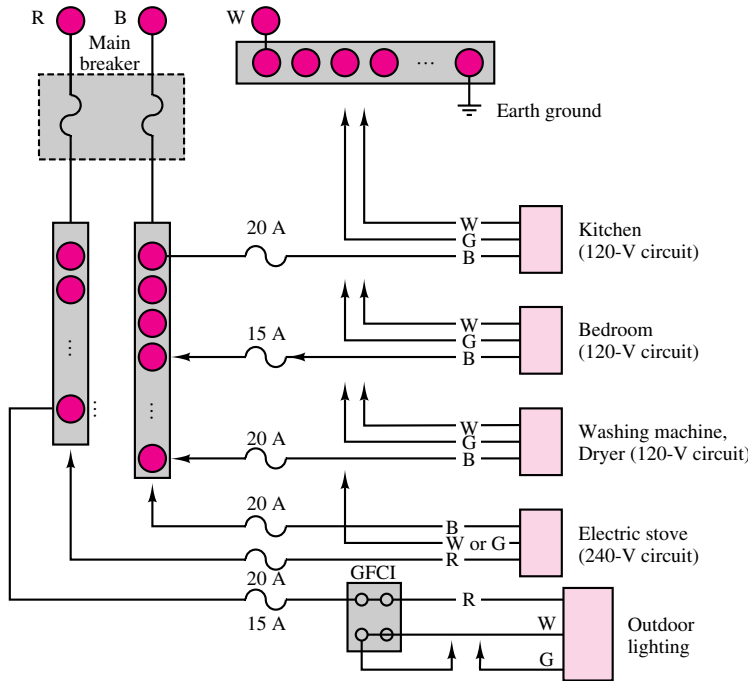 R B W
Main
breaker
...
Earth ground
20 A
W
G
B
Kitchen
(120-V circuit)
15 A
W
G
B
Bedroom
(120-V circuit)
...
...
...
20 A
W
G
B
Washing machine,
Dryer (120-V circuit)
20 A
B
W or G
R
Electric stove
(240-V circuit)
20 A
GFCI
15 A
R
W
G
Outdoor
lighting